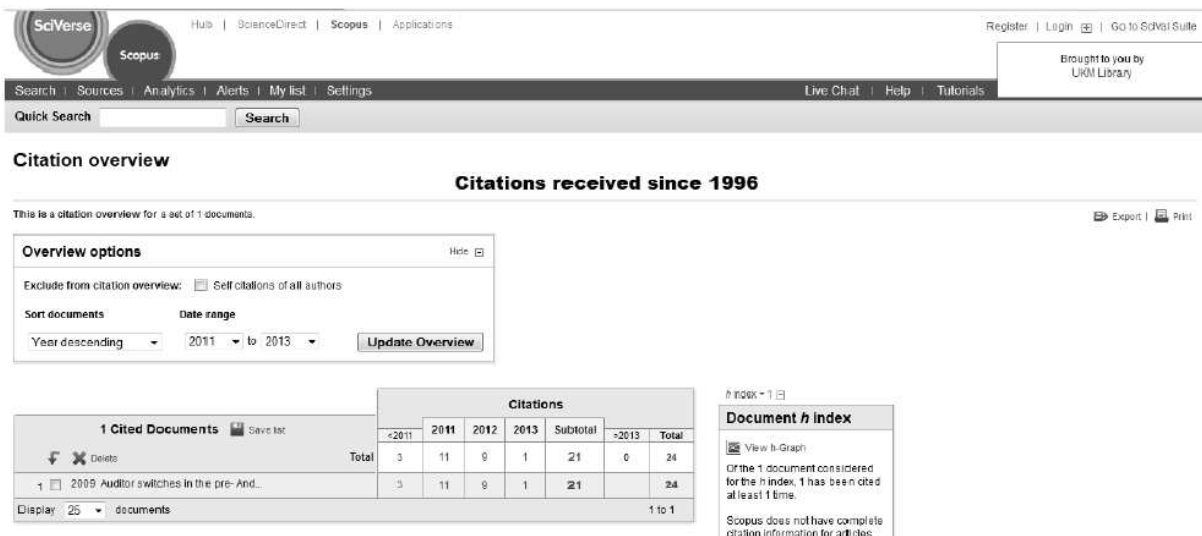 SciVerse
Hub | ScienceDirect | Scopus | Applications
Register | Login | Go to SciVal Suite
Scopus
Brought to you by
UKM Library
Search | Sources | Analytics | Alerts | My list | Settings
Live Chat | Help | Tutorials
Quick Search
Search
Citation overview
Citations received since 1996
This is a citation overview for a set of 1 documents.
Export | Print
Overview options
Hide
Exclude from citation overview: Self citations of all authors
Sort documents Date range
Year descending 2011 to 2013 Update Overview
h index = 1
Citations
Document h index
1 Cited Documents Save list
<2011 2011 2012 2013 Subtotal >2013 Total
View h-Graph
Delete Total 3 11 9 1 21 0 24
Of the 1 document considered
for the h index, 1 has been cited
at least 1 time.
1 2009 Auditor switches in the pre- And... 3 11 9 1 21 24
Display 25 documents 1 to 1
Scopus does not have complete
citation information for articles